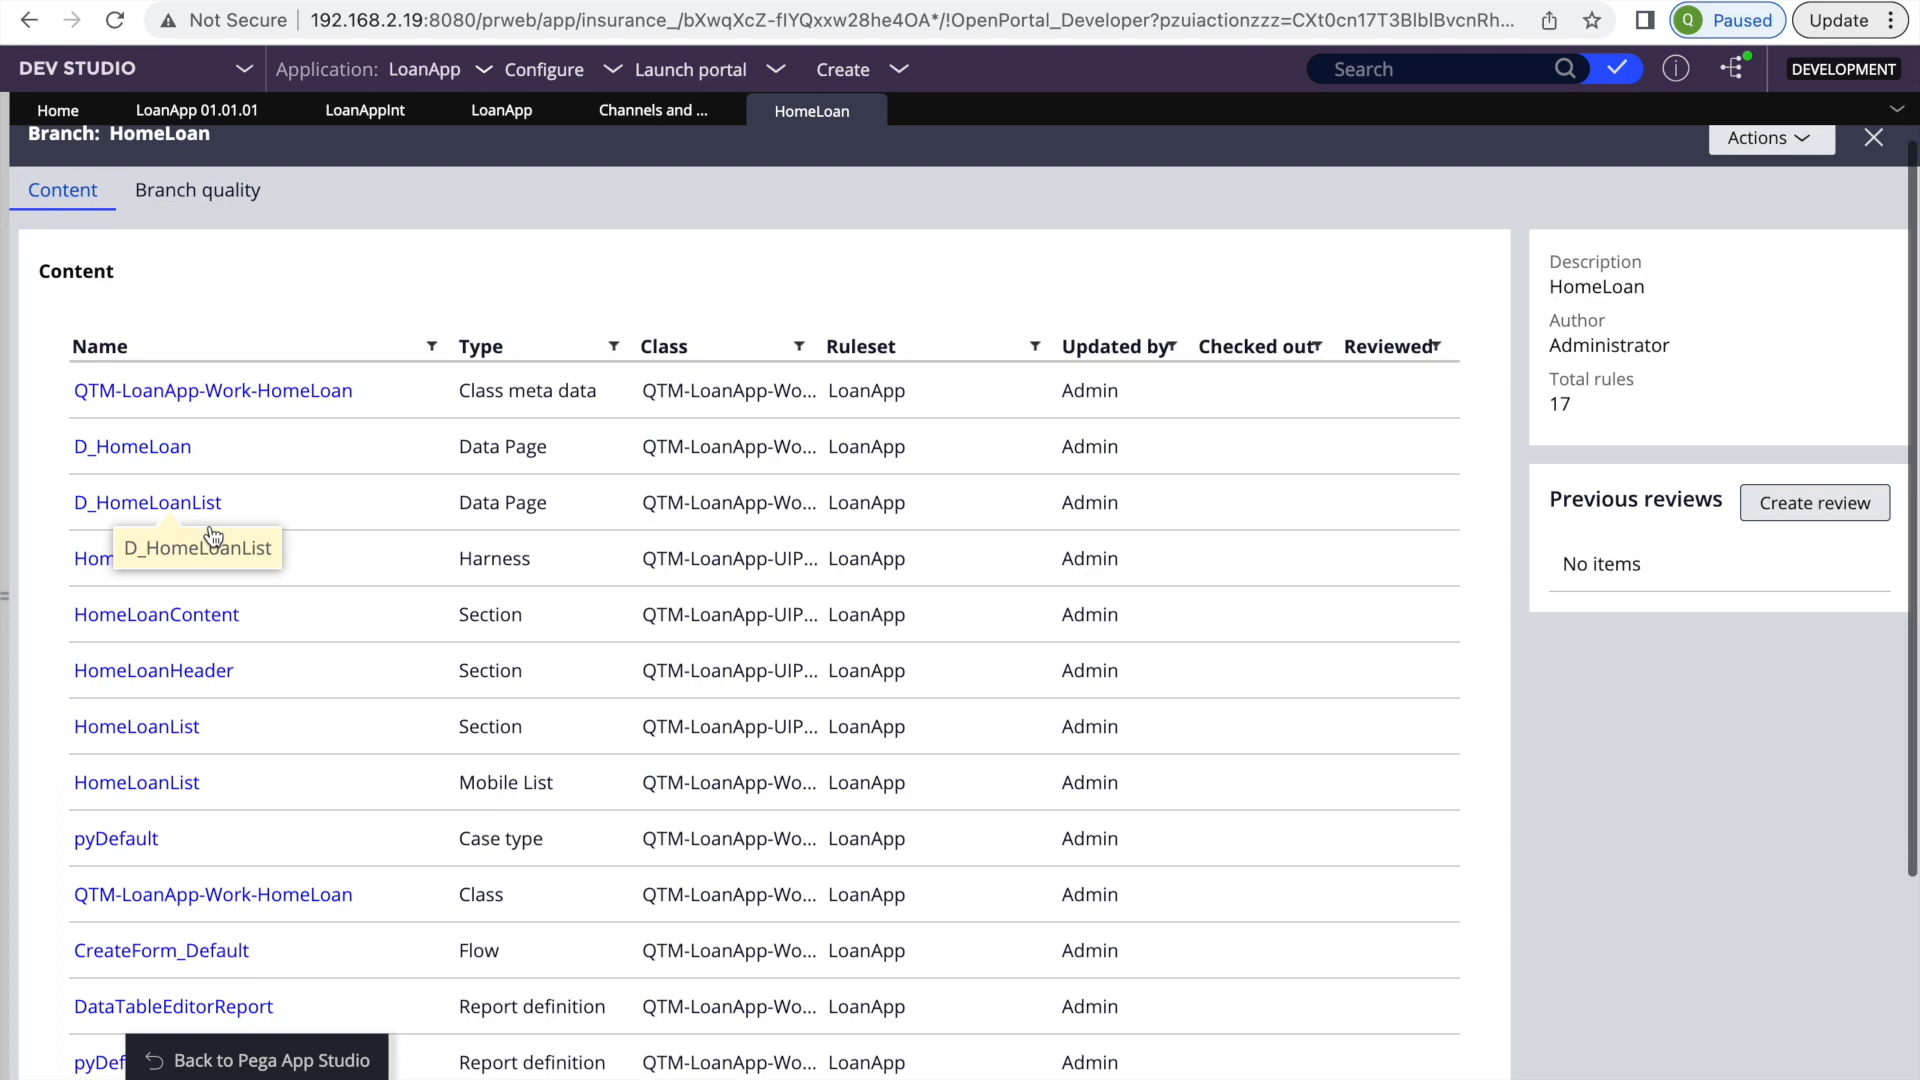 Not Secure 192.168.2.19:8080/prweb/app/insurance_/bXwqXcZ-fIYQxxw28he4OA*/!OpenPortal_Developer?pzuiactionzzz=CXt0cn17T3BlblBvcnRh... Q Paused Update
DEV STUDIO Application: LoanApp Configure Launch portal Create Search DEVELOPMENT
Home LoanApp 01.01.01 LoanAppInt LoanApp Channels and ... HomeLoan
Branch: HomeLoan Actions
Content Branch quality
Content
Name Type Class Ruleset Updated by Checked out Reviewed
QTM-LoanApp-Work-HomeLoan Class meta data QTM-LoanApp-Wo... LoanApp Admin
D_HomeLoan Data Page QTM-LoanApp-Wo... LoanApp Admin
D_HomeLoanList Data Page QTM-LoanApp-Wo... LoanApp Admin
D_HomeLoanList
Hom Harness QTM-LoanApp-UIP... LoanApp Admin
HomeLoanContent Section QTM-LoanApp-UIP... LoanApp Admin
HomeLoanHeader Section QTM-LoanApp-UIP... LoanApp Admin
HomeLoanList Section QTM-LoanApp-UIP... LoanApp Admin
HomeLoanList Mobile List QTM-LoanApp-Wo... LoanApp Admin
pyDefault Case type QTM-LoanApp-Wo... LoanApp Admin
QTM-LoanApp-Work-HomeLoan Class QTM-LoanApp-Wo... LoanApp Admin
CreateForm_Default Flow QTM-LoanApp-Wo... LoanApp Admin
DataTableEditorReport Report definition QTM-LoanApp-Wo... LoanApp Admin
pyDef Report definition QTM-LoanApp-Wo... LoanApp Admin
Back to Pega App Studio
Description
HomeLoan
Author
Administrator
Total rules
17
Previous reviews Create review
No items